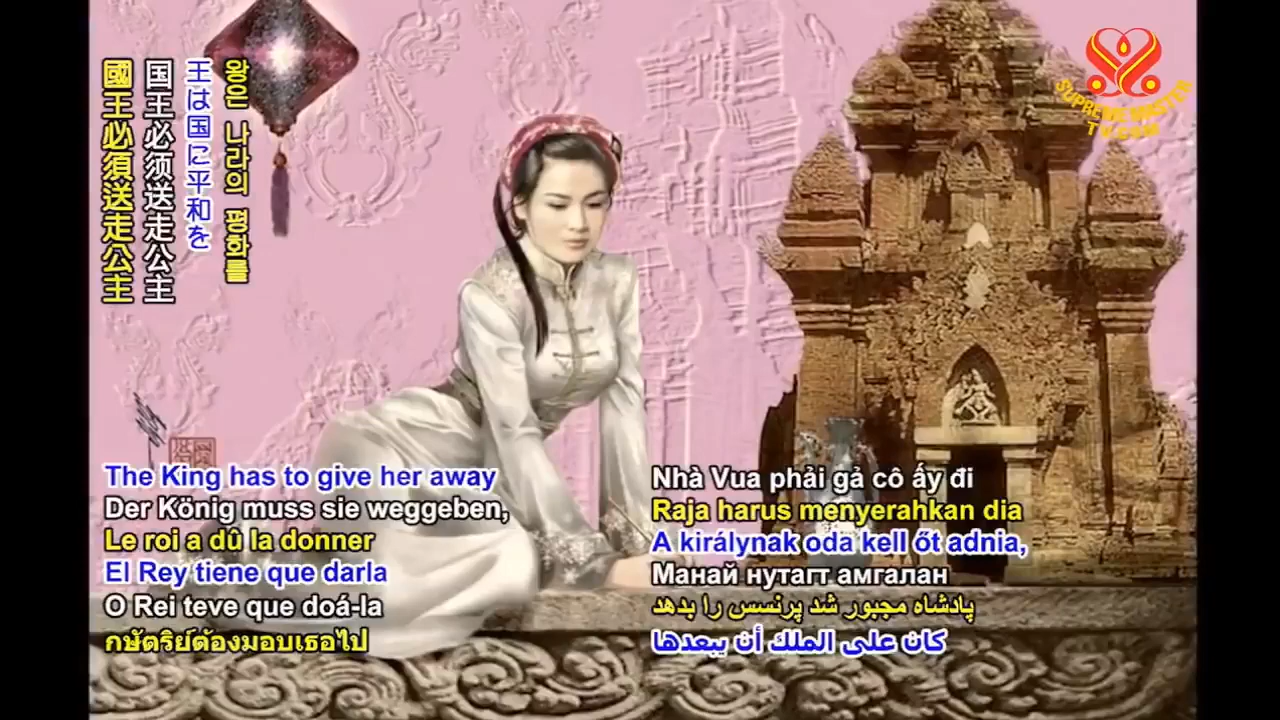 國王必須送走公主
国王必须送走公主
王は国に平和を
왕은 나라의 평화를
SUPREME MASTER
TV.COM
The King has to give her away
Der König muss sie weggeben,
Le roi a dû la donner
El Rey tiene que darla
O Rei teve que doá-la
กษัตริย์ต้องมอบเธอไป
Nhà Vua phải gả cô ấy đi
Raja harus menyerahkan dia
A királynak oda kell őt adnia,
Манай нутагт амгалан
پادشاه مجبور شد پرنسس را بدهد
كان على الملك أن يبعدها